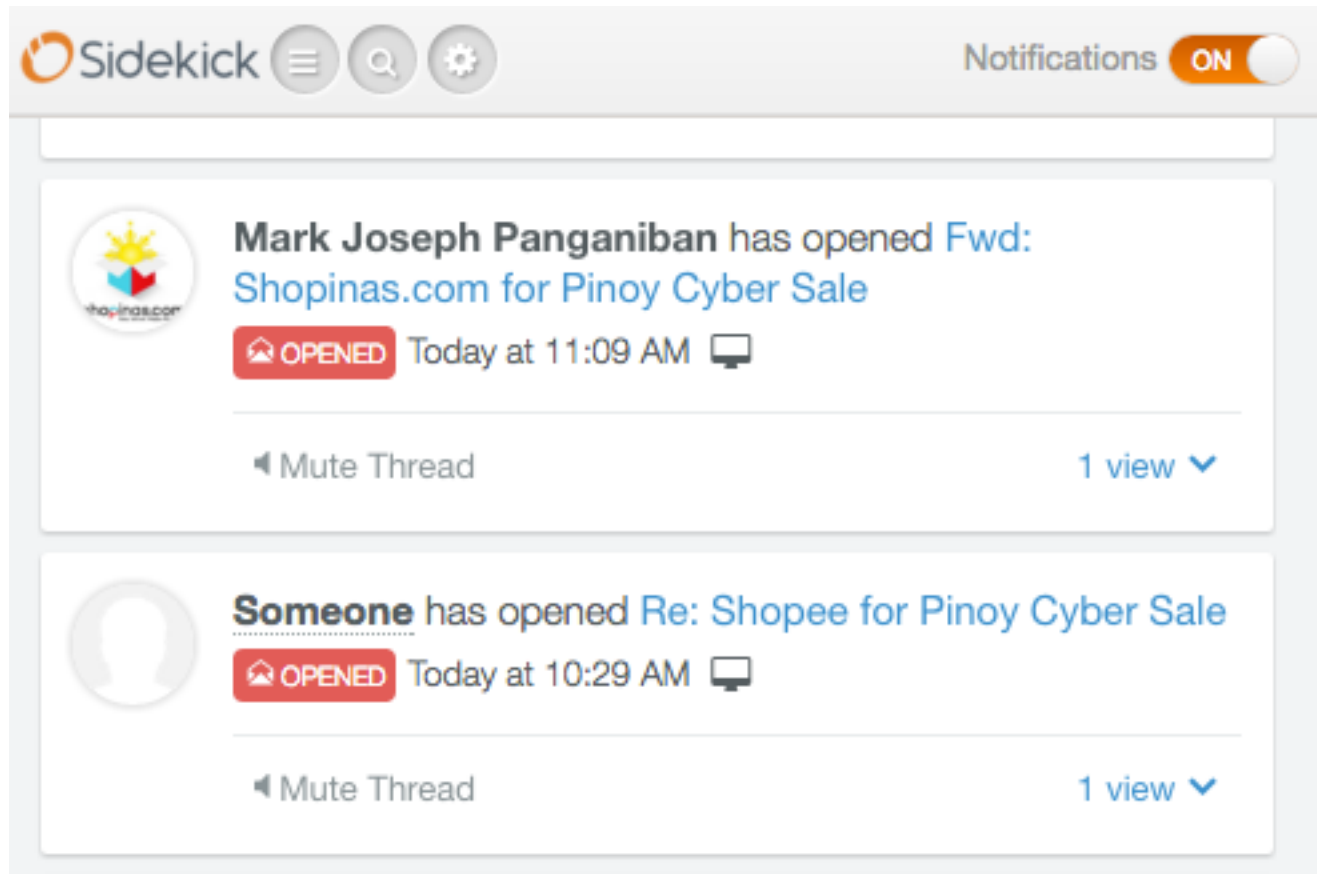 Sidekick
Notifications ON
Mark Joseph Panganiban has opened Fwd:
Shopinas.com for Pinoy Cyber Sale
shopinas.com
OPENED Today at 11:09 AM
Mute Thread
1 view
Someone has opened Re: Shopee for Pinoy Cyber Sale
OPENED Today at 10:29 AM
Mute Thread
1 view